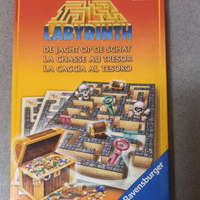 LABYRINTH
DE JACHT OP DE SCHAT
LA CHASSE AU TRESOR
LA CACCIA AL TESORO
Ravensburger